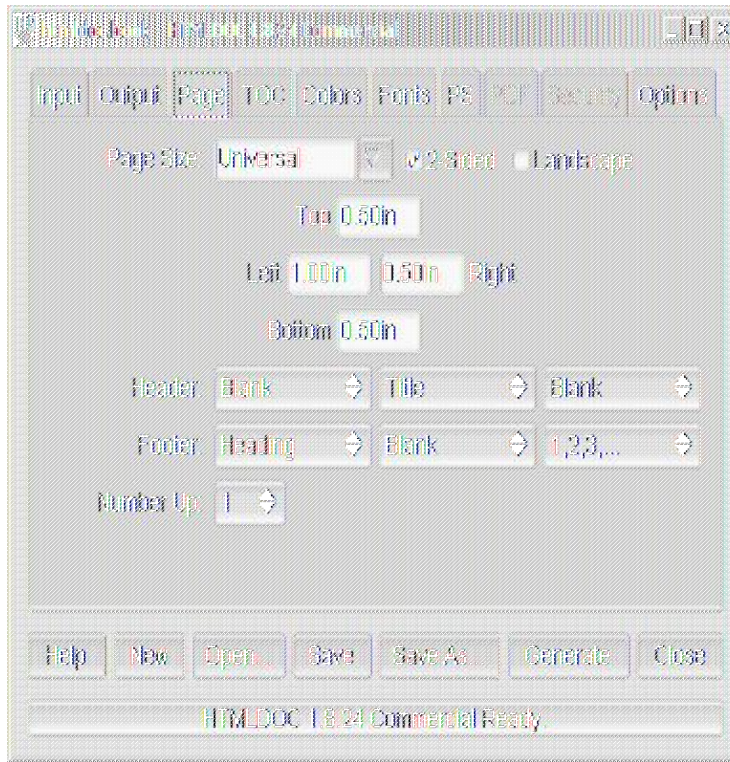 HTMLDOC 1.8.24 Commercial
Input Output Page TOC Colors Fonts PS PDF Security Options
Page Size: Universal 2-Sided Landscape
Top 0.50in
Left 1.00in 0.50in Right
Bottom 0.50in
Header: Blank Title Blank
Footer: Heading Blank 1,2,3,...
Number Up: 1
Help New Open... Save Save As... Generate Close
HTMLDOC 1.8.24 Commercial Ready.